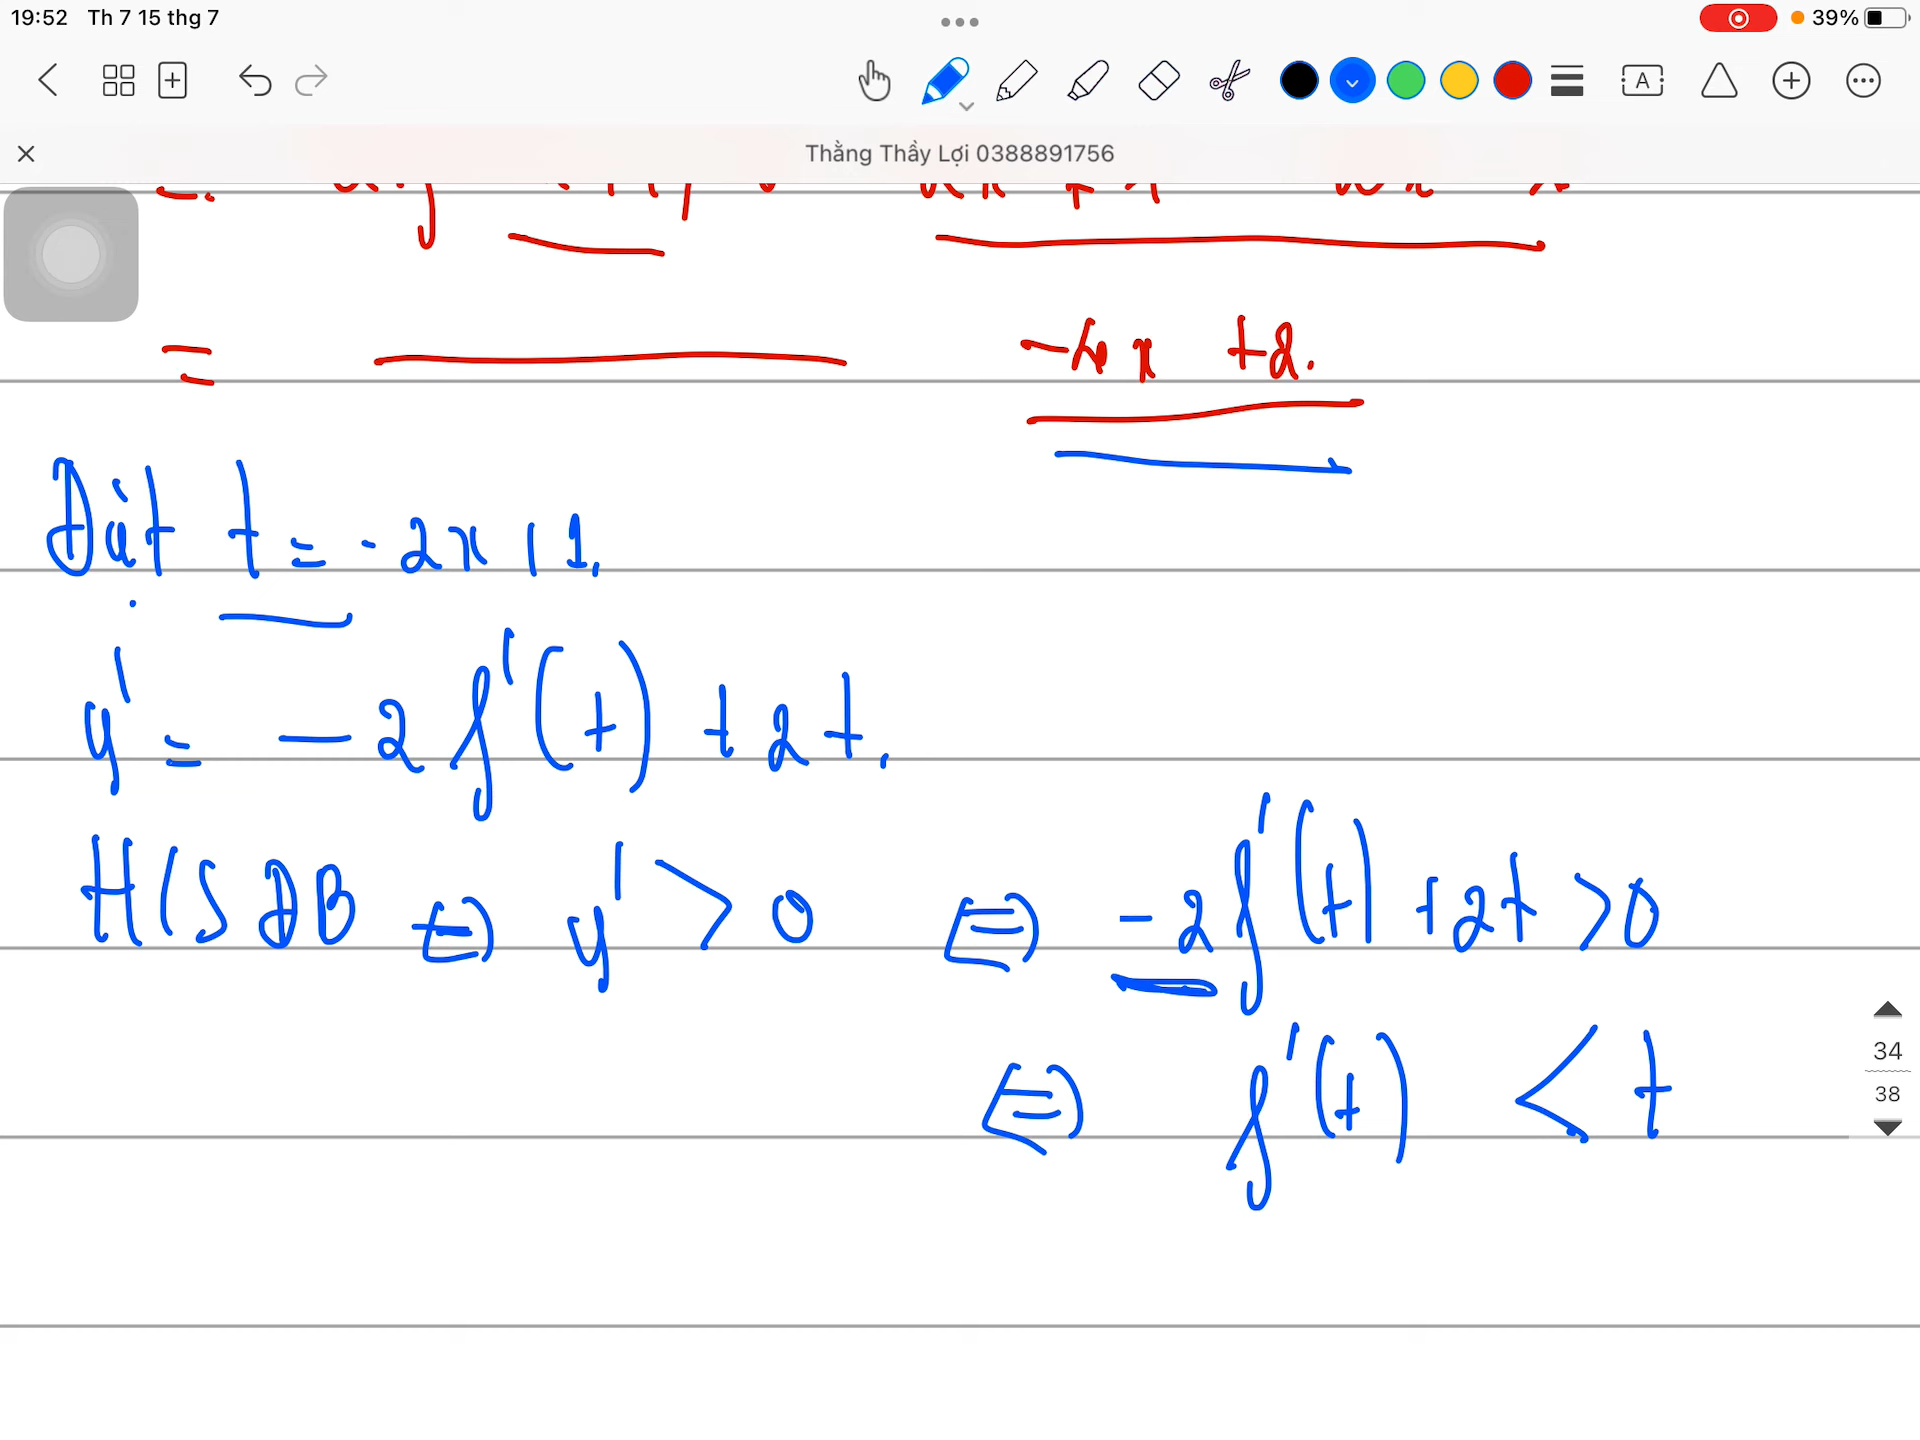 19:52 Th 7 15 thg 7
39%
A
Thằng Thầy Lợi 0388891756
= -4x +2.
Đặt t = -2x+1.
y' = -2f'(t) +2t.
HSĐB ⇔ y' > 0 ⇔ -2f'(t) +2t > 0
⇔ f'(t) < t
34
38